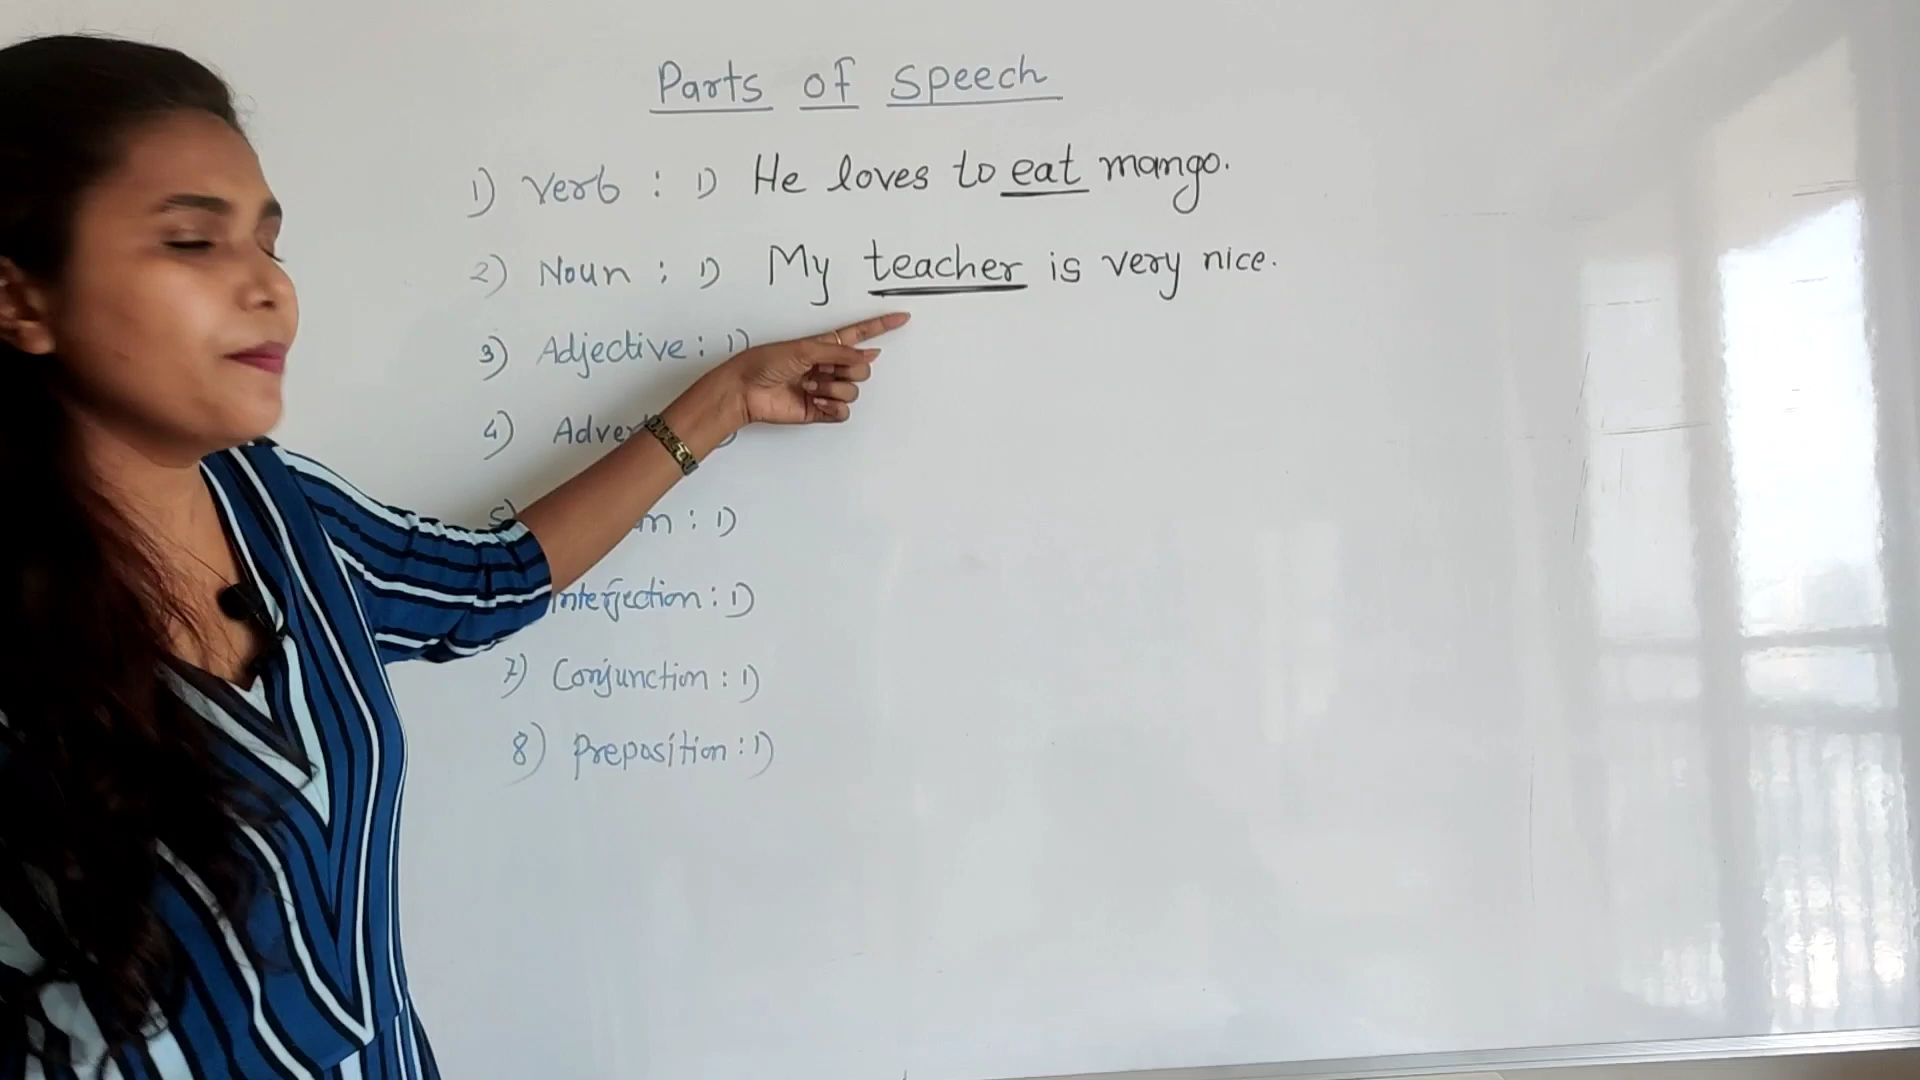 Parts of Speech
1) Verb : 1) He loves to eat mango.
2) Noun : 1) My teacher is very nice.
3) Adjective : 1)
4)
5) : 1)
Interjection : 1)
7) Conjunction : 1)
8) Preposition : 1)